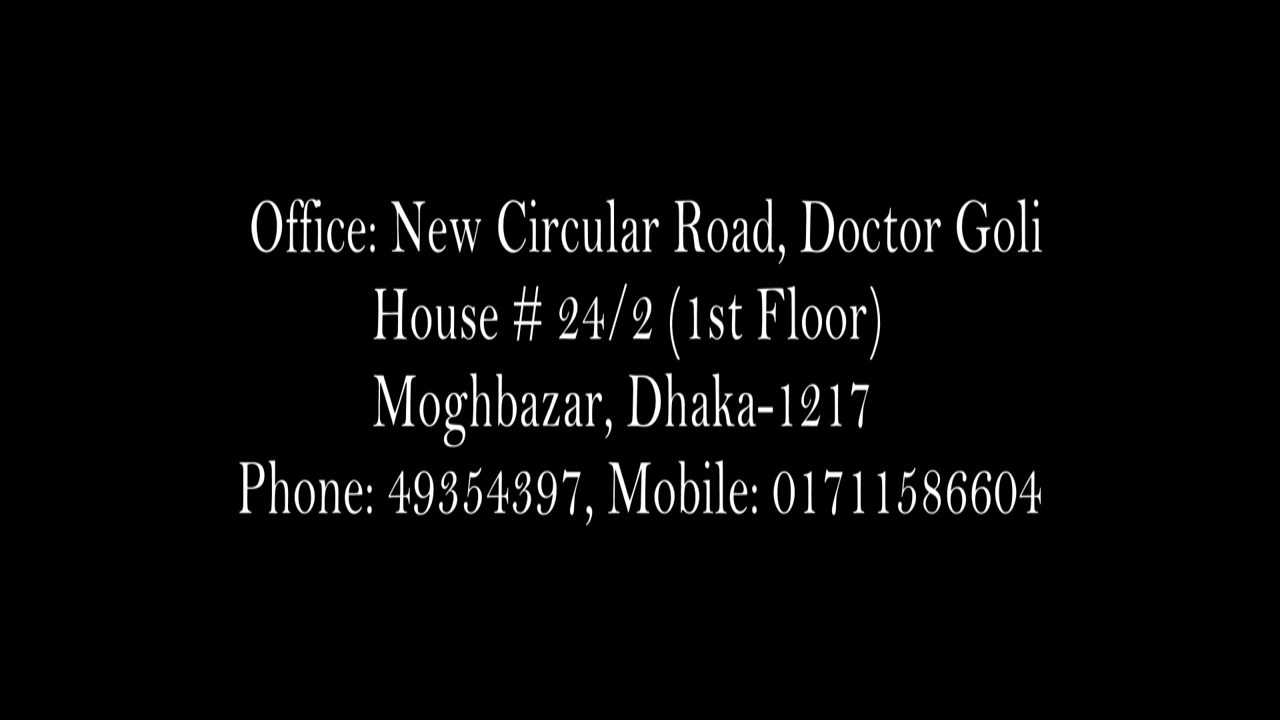 Office: New Circular Road, Doctor Goli
House # 24/2 (1st Floor)
Moghbazar, Dhaka-1217
Phone: 49354397, Mobile: 01711586604